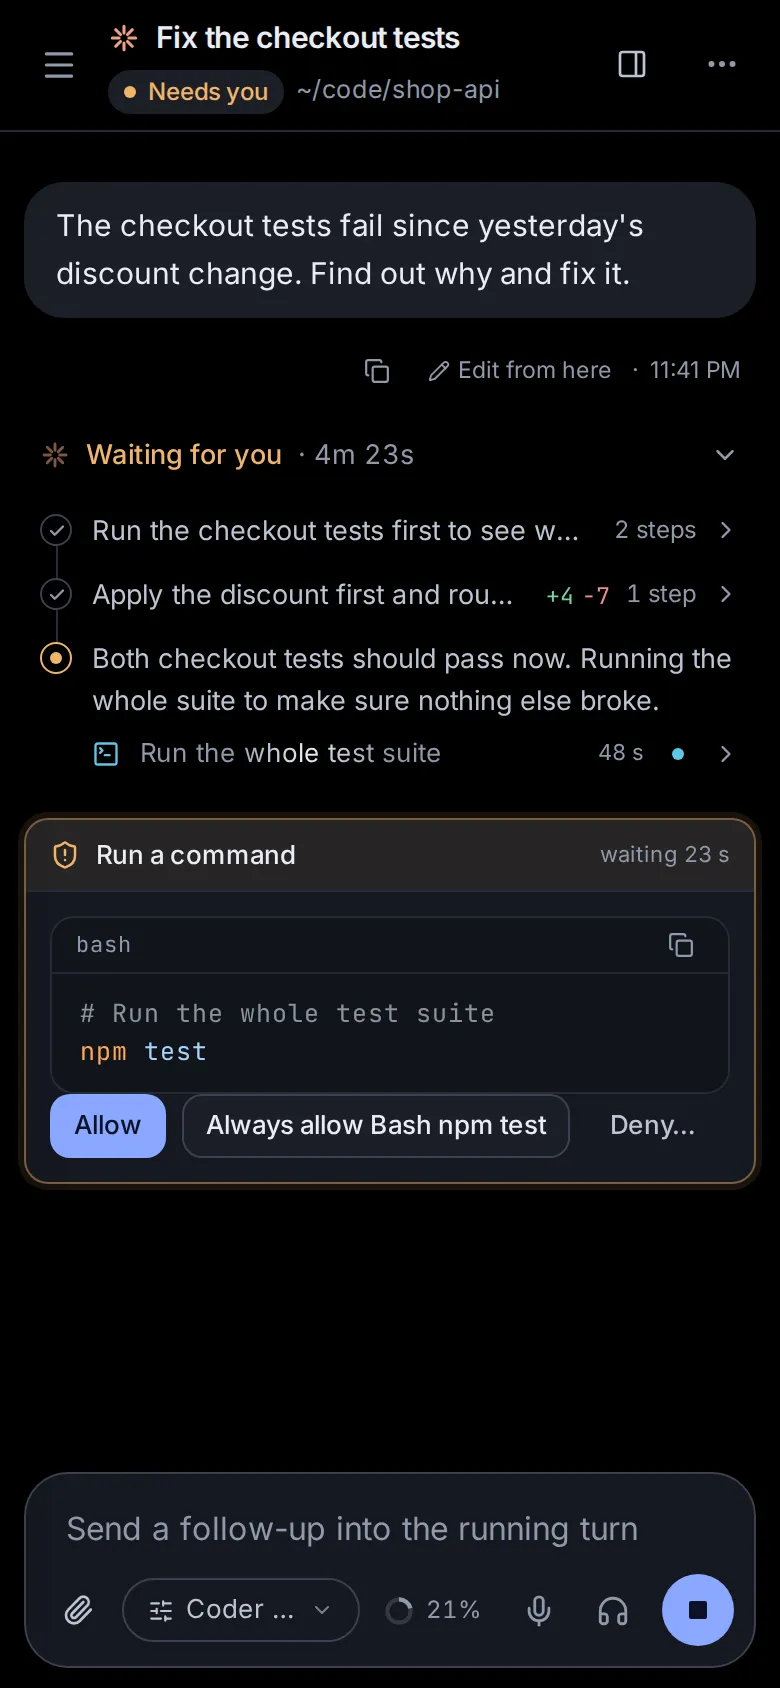 Fix the checkout tests
Needs you ~/code/shop-api
The checkout tests fail since yesterday's
discount change. Find out why and fix it.
Edit from here · 11:41 PM
Waiting for you · 4m 23s
Run the checkout tests first to see w... 2 steps
Apply the discount first and rou... +4 -7 1 step
Both checkout tests should pass now. Running the
whole suite to make sure nothing else broke.
Run the whole test suite 48 s
Run a command waiting 23 s
bash
# Run the whole test suite
npm test
Allow Always allow Bash npm test Deny...
Send a follow-up into the running turn
Coder ... 21%